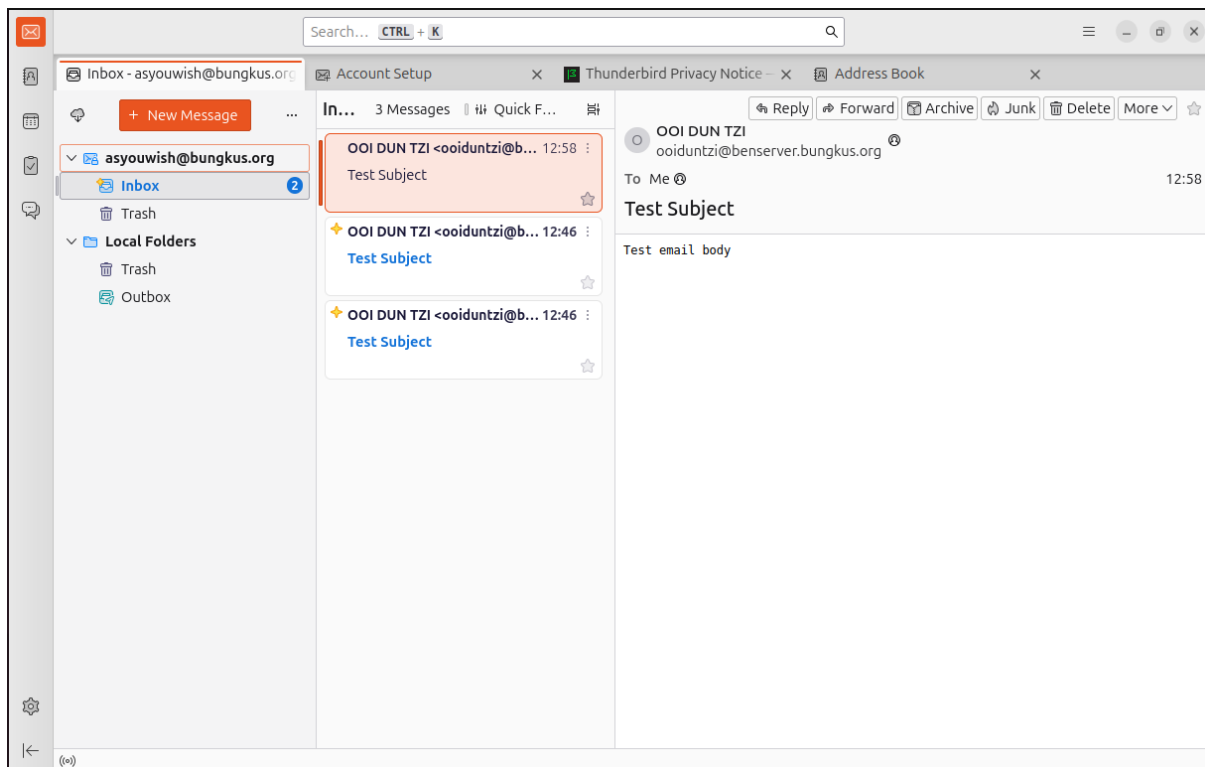 Search... CTRL + K
Inbox - asyouwish@bungkus.org
Account Setup
Thunderbird Privacy Notice –
Address Book
+ New Message
...
asyouwish@bungkus.org
Inbox 2
Trash
Local Folders
Trash
Outbox
In... 3 Messages Quick F...
OOI DUN TZI <ooiduntzi@b... 12:58
Test Subject
OOI DUN TZI <ooiduntzi@b... 12:46
Test Subject
OOI DUN TZI <ooiduntzi@b... 12:46
Test Subject
Reply Forward Archive Junk Delete More
O
OOI DUN TZI
ooiduntzi@benserver.bungkus.org
To Me 12:58
Test Subject
Test email body